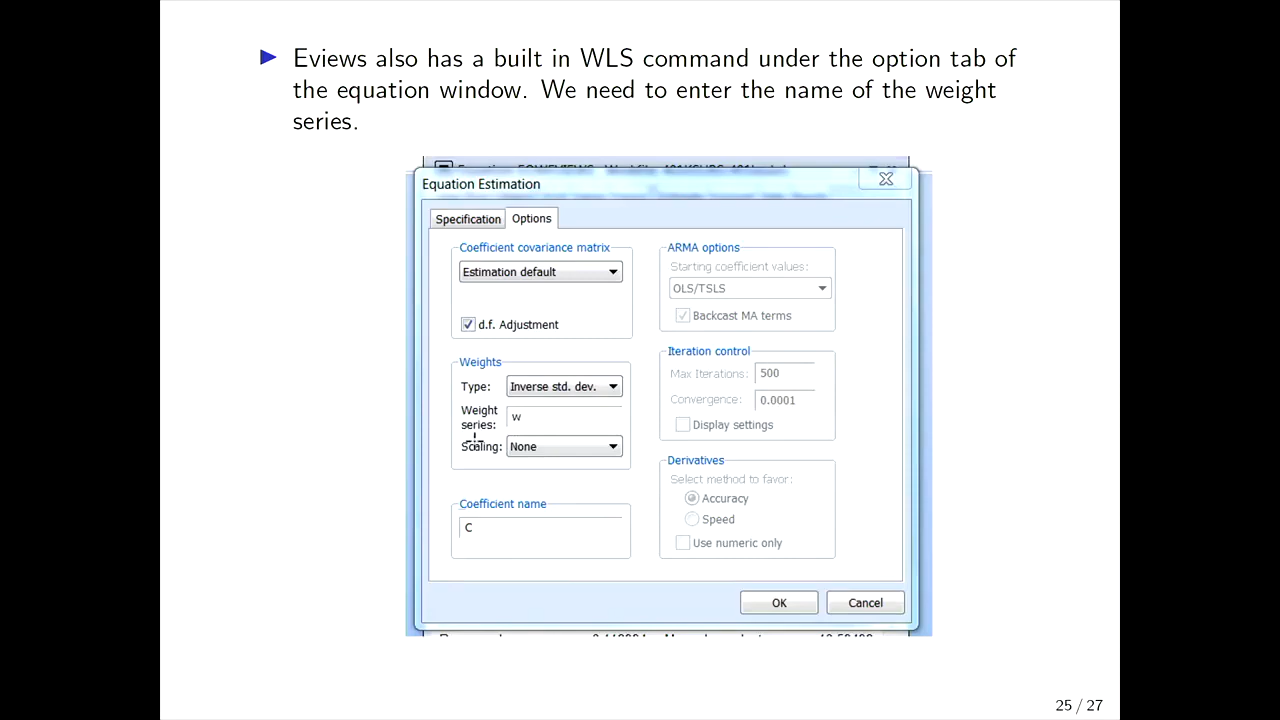 Eviews also has a built in WLS command under the option tab of
the equation window. We need to enter the name of the weight
series.
Equation Estimation
Specification
Options
Coefficient covariance matrix
Estimation default
d.f. Adjustment
Weights
Type: Inverse std. dev.
Weight
series: w
Scaling: None
Coefficient name
C
ARMA options
Starting coefficient values:
OLS/TSLS
Backcast MA terms
Iteration control
Max Iterations: 500
Convergence: 0.0001
Display settings
Derivatives
Select method to favor:
Accuracy
Speed
Use numeric only
OK
Cancel
25 / 27